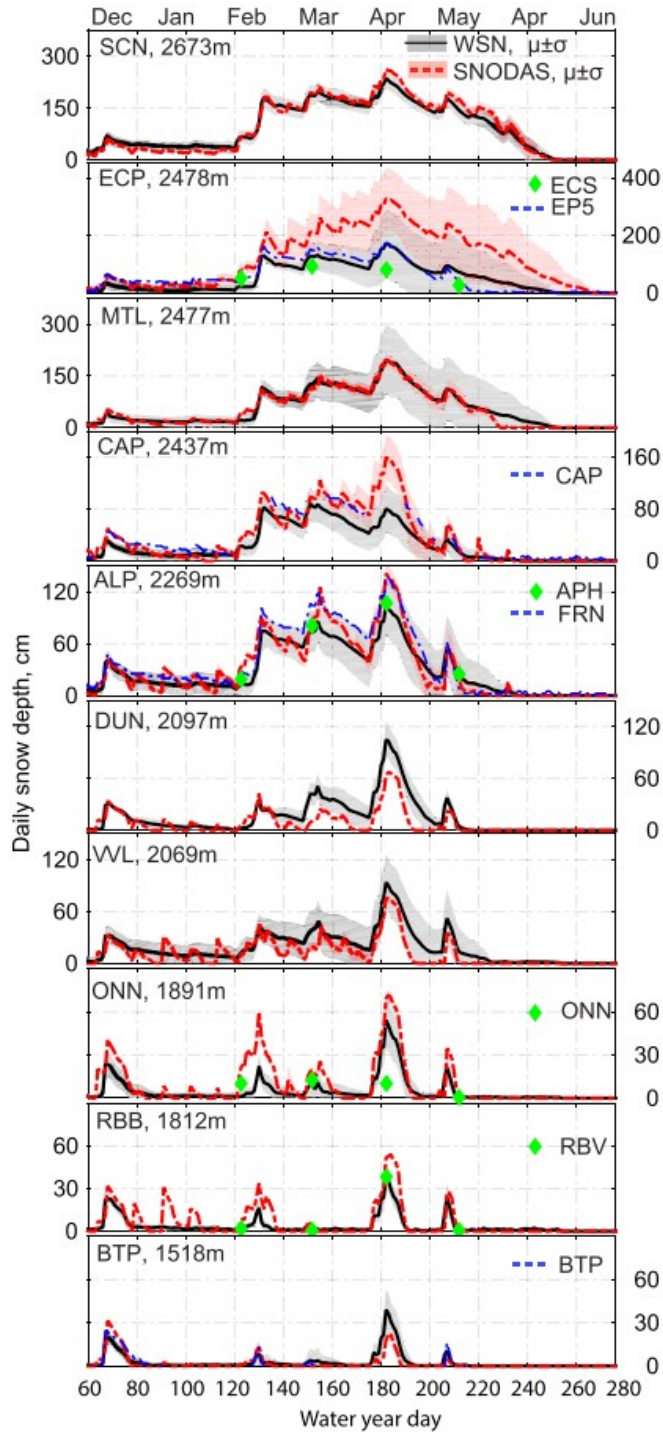 Dec Jan Feb Mar Apr May Apr Jun
SCN, 2673m
WSN, μ±σ
SNODAS, μ±σ
300
150
0
ECP, 2478m
ECS
EP5
400
200
0
MTL, 2477m
300
150
0
CAP, 2437m
CAP
160
80
0
ALP, 2269m
APH
FRN
120
60
0
DUN, 2097m
120
60
0
VVL, 2069m
120
60
0
ONN, 1891m
ONN
60
30
0
RBB, 1812m
RBV
60
30
0
BTP, 1518m
BTP
60
30
0
Daily snow depth, cm
60 80 100 120 140 160 180 200 220 240 260 280
Water year day